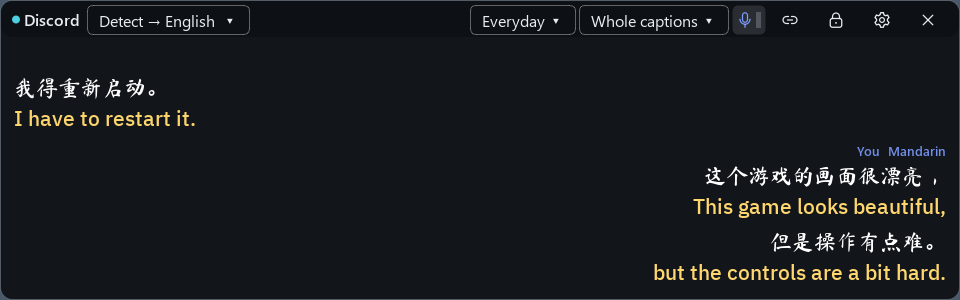 Discord Detect → English Everyday Whole captions
我得重新启动。
I have to restart it.
You Mandarin
这个游戏的画面很漂亮，
This game looks beautiful,
但是操作有点难。
but the controls are a bit hard.